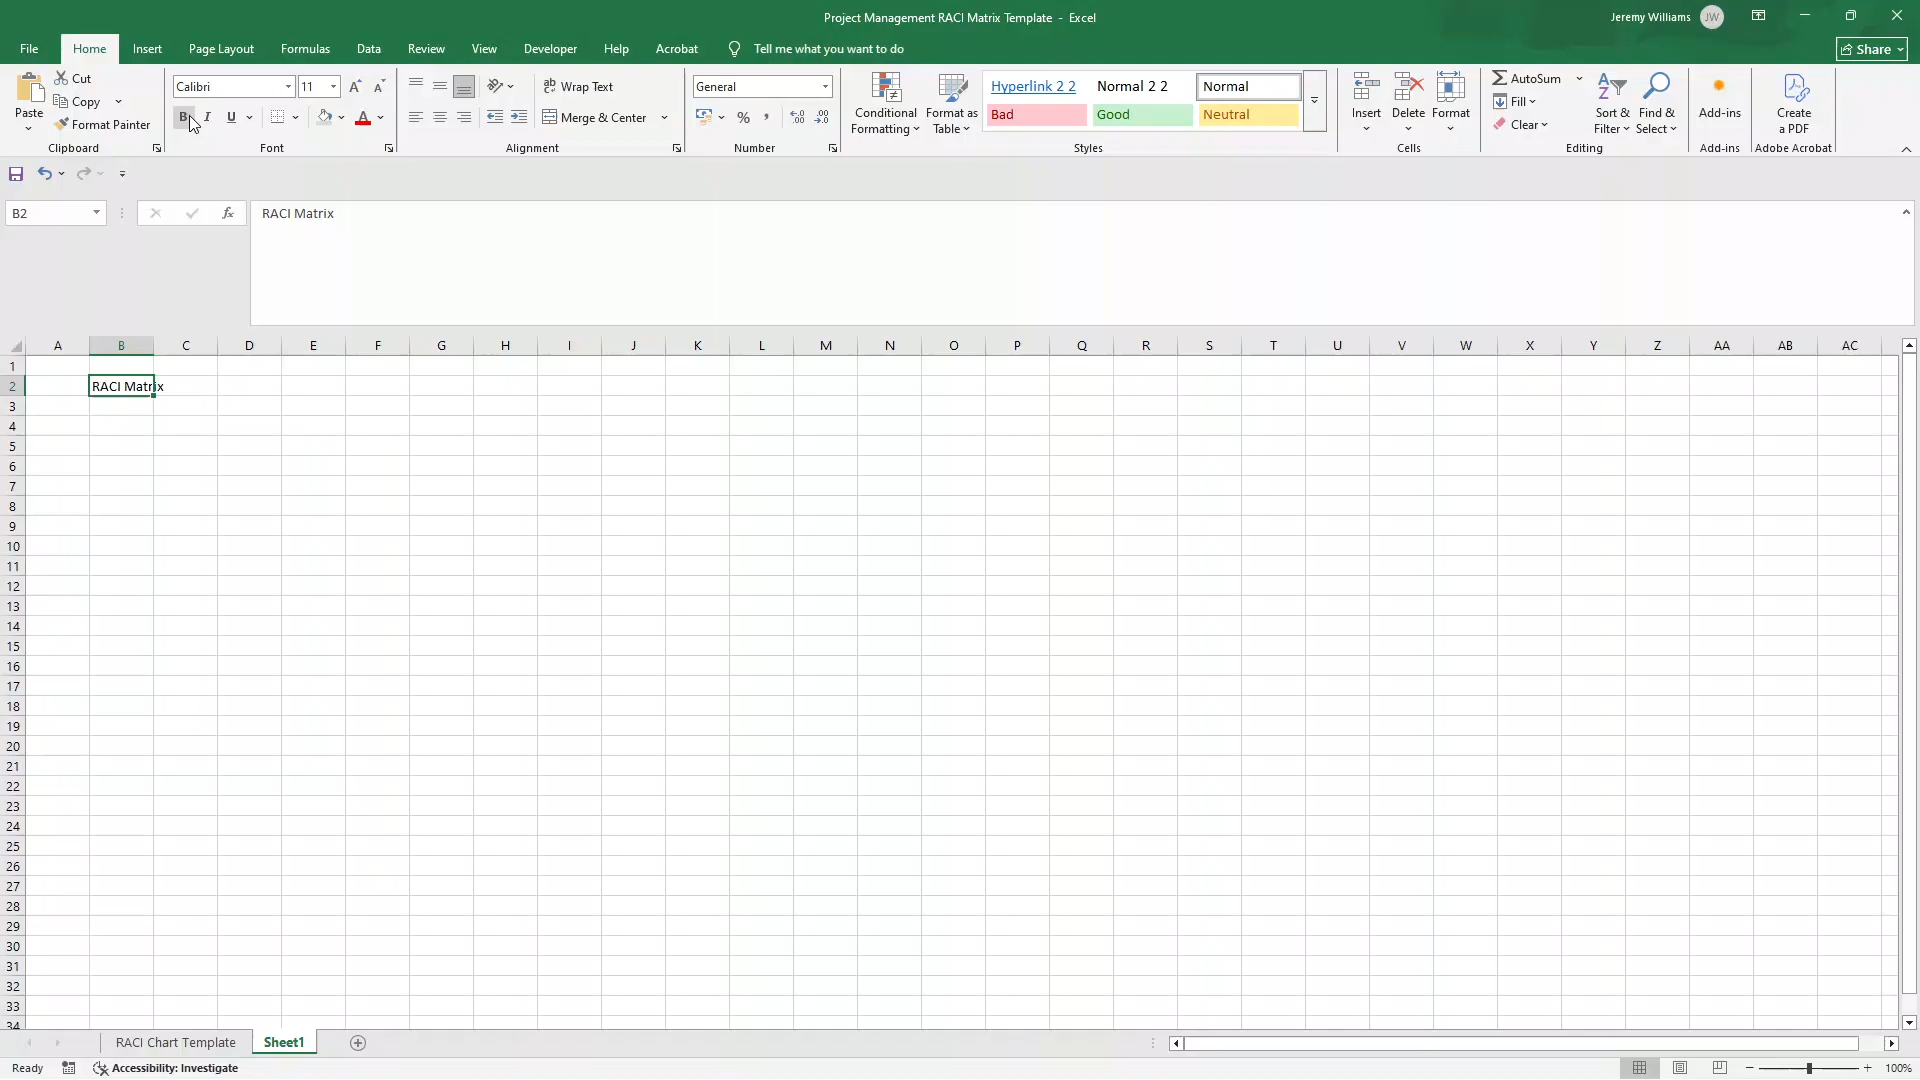 Project Management RACI Matrix Template - Excel
Jeremy Williams JW
File Home Insert Page Layout Formulas Data Review View Developer Help Acrobat Tell me what you want to do Share
Paste
Cut
Copy
Format Painter
Clipboard
Calibri 11 A A
B I U A
Font
ab Wrap Text
Merge & Center
Alignment
General
%
Number
Conditional
Formatting
Format as
Table
Hyperlink 2 2 Normal 2 2 Normal
Bad Good Neutral
Styles
Insert Delete Format
Cells
AutoSum
Fill
Clear
Sort &
Filter
Find &
Select
Editing
Add-ins
Add-ins
Create
a PDF
Adobe Acrobat
B2 fx RACI Matrix
A B C D E F G H I J K L M N O P Q R S T U V W X Y Z AA AB AC
1
2 RACI Matrix
3
4
5
6
7
8
9
10
11
12
13
14
15
16
17
18
19
20
21
22
23
24
25
26
27
28
29
30
31
32
33
34
RACI Chart Template Sheet1
Ready Accessibility: Investigate 100%